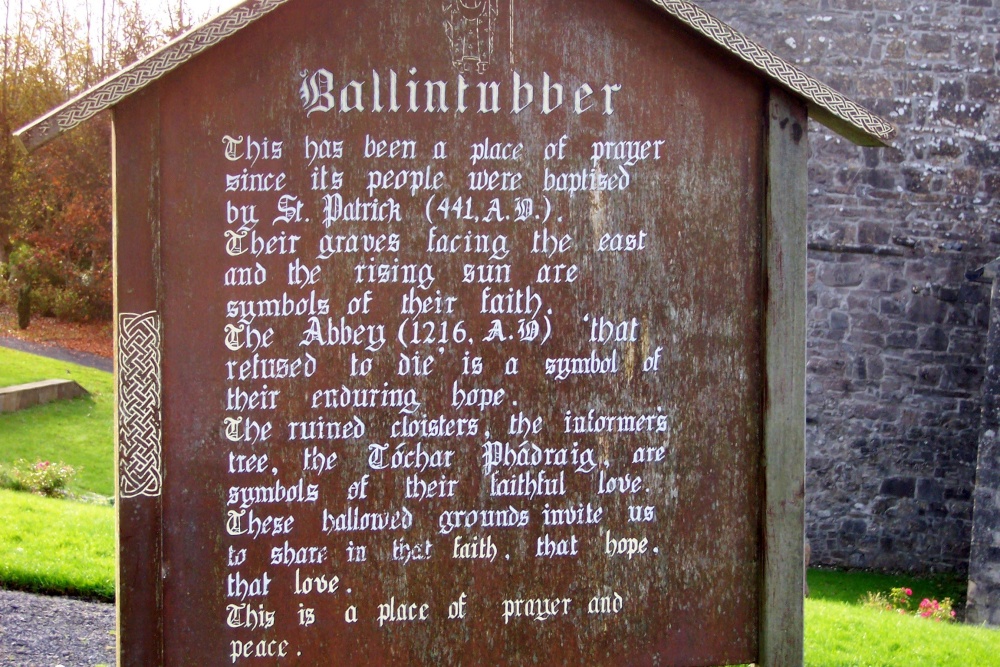 Ballintubber
This has been a place of prayer
since its people were baptised
by St. Patrick (441, A.D.).
Their graves facing the east
and the rising sun are
symbols of their faith.
The Abbey (1216, A.D) 'that
refused to die' is a symbol of
their enduring hope.
The ruined cloisters, the informer's
tree, the Tóchar Phádraig, are
symbols of their faithful love.
These hallowed grounds invite us
to share in that faith, that hope,
that love.
This is a place of prayer and
peace.